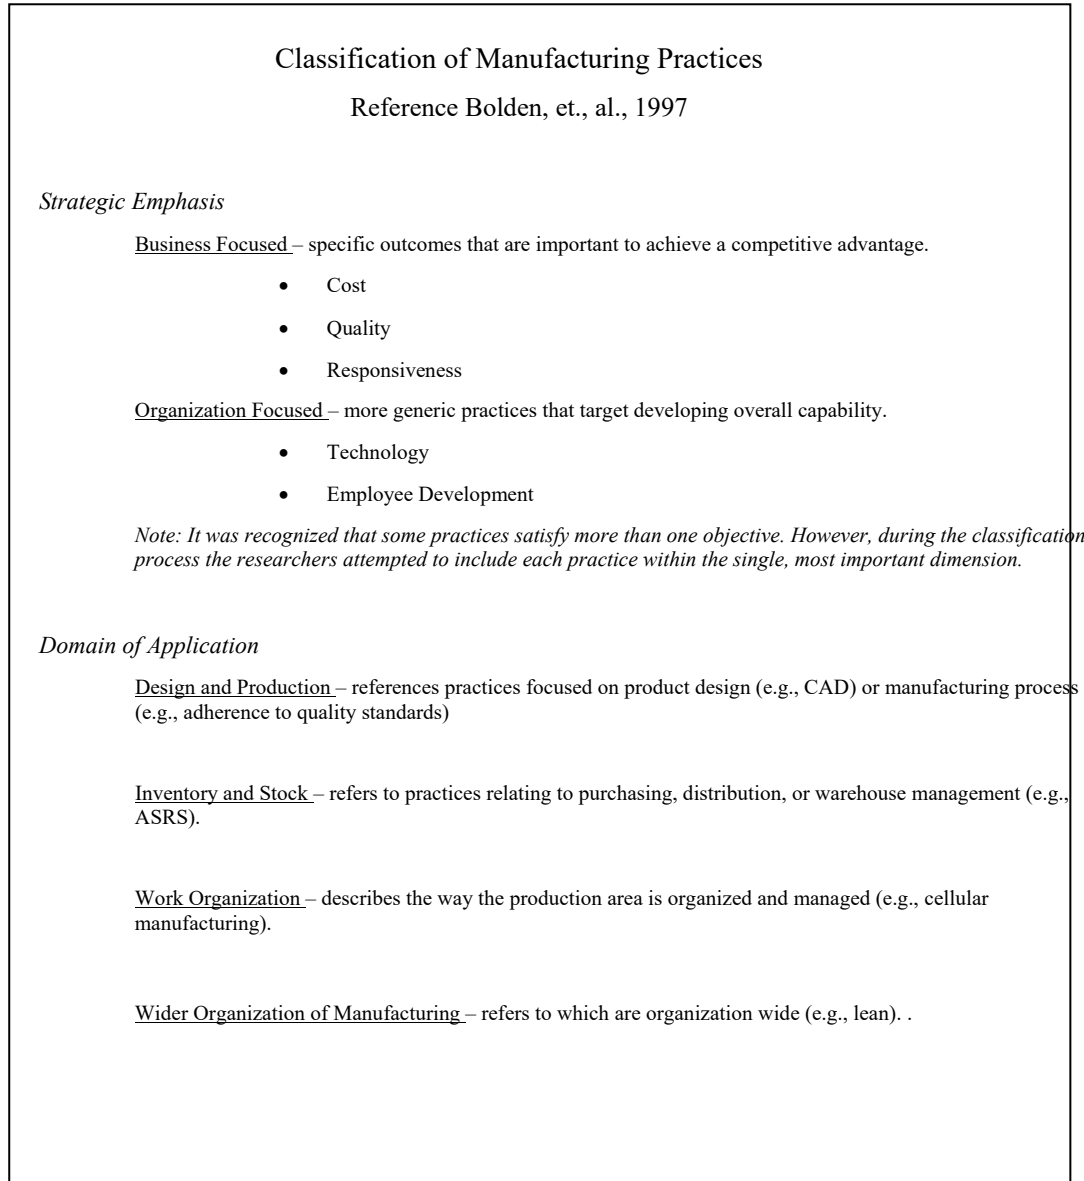 Classification of Manufacturing Practices
Reference Bolden, et., al., 1997
Strategic Emphasis
Business Focused – specific outcomes that are important to achieve a competitive advantage.
• Cost
• Quality
• Responsiveness
Organization Focused – more generic practices that target developing overall capability.
• Technology
• Employee Development
Note: It was recognized that some practices satisfy more than one objective. However, during the classification
process the researchers attempted to include each practice within the single, most important dimension.
Domain of Application
Design and Production – references practices focused on product design (e.g., CAD) or manufacturing process
(e.g., adherence to quality standards)
Inventory and Stock – refers to practices relating to purchasing, distribution, or warehouse management (e.g.,
ASRS).
Work Organization – describes the way the production area is organized and managed (e.g., cellular
manufacturing).
Wider Organization of Manufacturing – refers to which are organization wide (e.g., lean). .